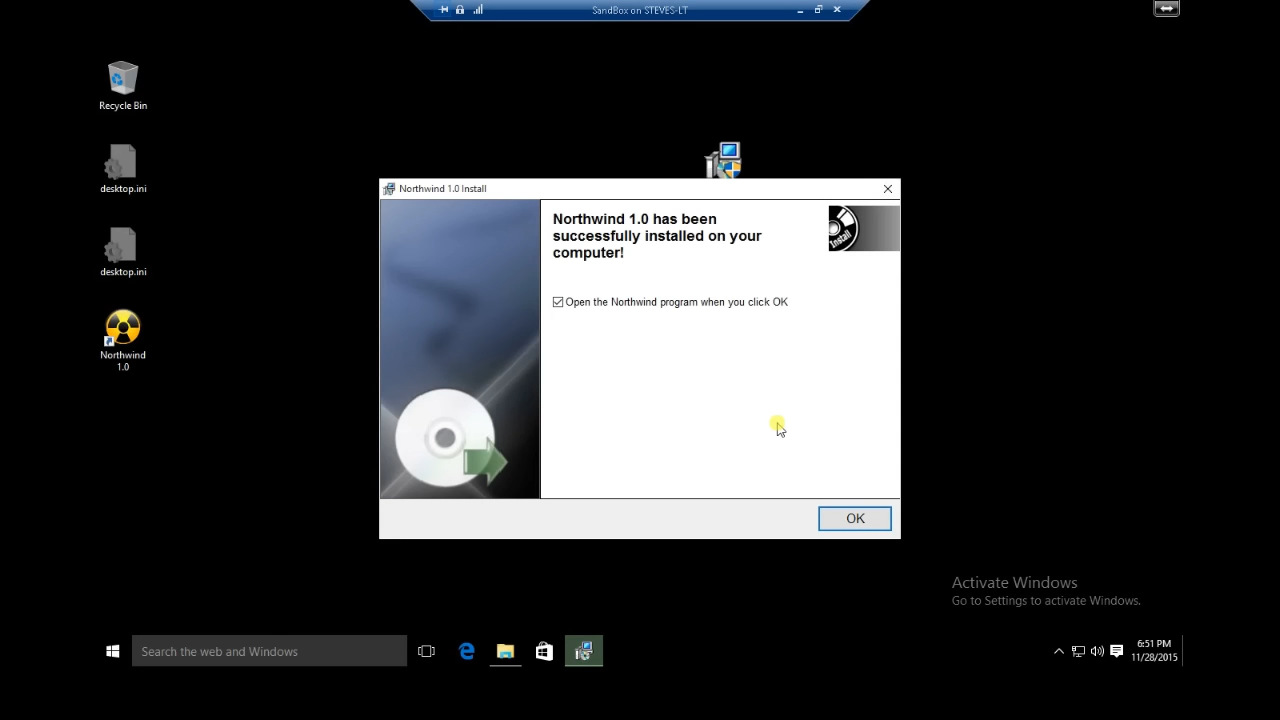 SandBox on STEVES-LT
Recycle Bin
desktop.ini
desktop.ini
Northwind
1.0
Northwind 1.0 Install
Northwind 1.0 has been
successfully installed on your
computer!
Install
Open the Northwind program when you click OK
OK
Activate Windows
Go to Settings to activate Windows.
Search the web and Windows
6:51 PM
11/28/2015